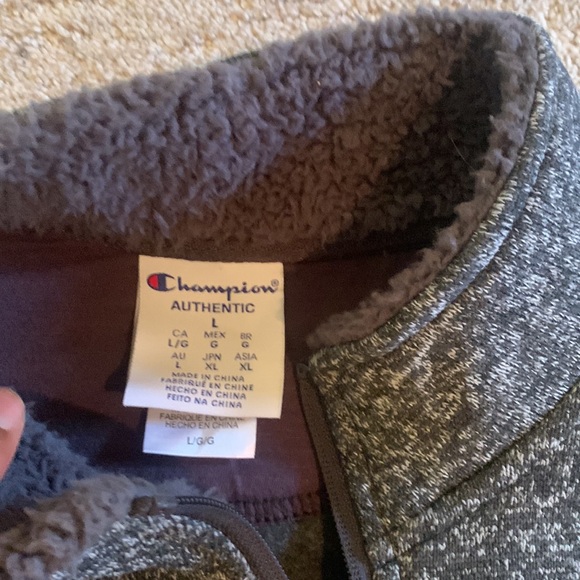 Champion®
AUTHENTIC
L
CA MEX BR
L/G G G
AU JPN ASIA
L XL XL
MADE IN CHINA
FABRIQUÉ EN CHINE
HECHO EN CHINA
FEITO NA CHINA
FABRIQUE EN CHINE
HECHO EN CHINA
L/G/G